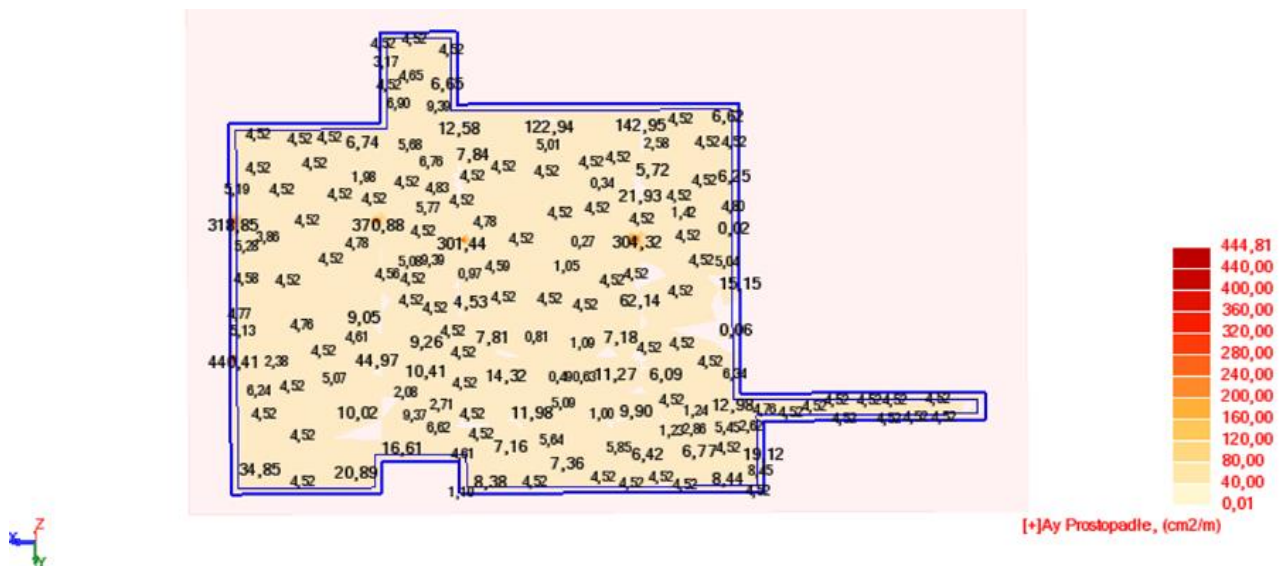 4,52 4,52 4,52
3,17
4,65
4,52 6,65
6,90 9,39
4,52 4,52 4,52 6,74 5,68 12,58 122,94 5,01 142,95 2,58 4,52 6,62
4,52 4,52
4,52 4,52 6,76 7,84 4,52 4,52 4,52 4,52 5,72
5,19 4,52 4,52 1,98 4,52 4,52 4,83 4,52 0,34 21,93 4,52 4,52 6,25
4,52
318,85 4,52 370,88 5,77 4,78 4,52 4,52 4,52 1,42 4,80
5,28 3,86 4,78 4,52 301,44 4,52 0,27 304,32 4,52 0,02
4,52 5,08 9,39 4,59 1,05 4,52 5,04
4,58 4,52 4,56 4,52 0,97 4,52 4,52 15,15
4,52 4,52 4,53 4,52 4,52 4,52 62,14 4,52
4,77 4,76 9,05
5,13 4,61 9,26 4,52 7,81 0,81 1,09 7,18 4,52 4,52 0,06
440,41 2,38 4,52 44,97 4,52 4,52
6,24 4,52 5,07 10,41 4,52 14,32 0,49 0,63 11,27 6,09 6,34
2,08
4,52 10,02 9,37 2,71 4,52 11,98 5,09 1,00 9,90 4,52 1,24 12,98 4,76 4,52 4,52 4,52 4,52 4,52 4,52
4,52 4,52 4,52 4,52
4,52 6,62 4,52 5,64 1,23 2,86 5,45 2,62
16,61 4,61 7,16 5,85 6,42 6,77 4,52 19,12
34,85 4,52 20,89 7,36 8,45
1,10 8,38 4,52 4,52 4,52 4,52 4,52 8,44 4,52
444,81
440,00
400,00
360,00
320,00
280,00
240,00
200,00
160,00
120,00
80,00
40,00
0,01
[+]Ay Prostopadłe, (cm2/m)
Z
X
Y